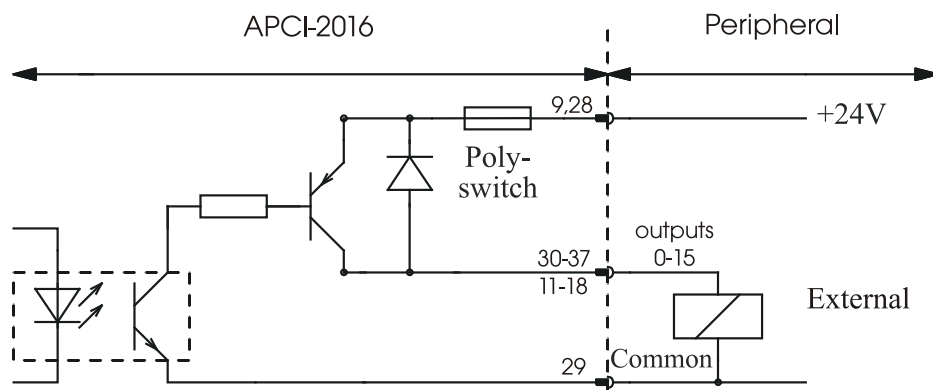 APCI-2016
Peripheral
9,28
+24V
Poly-
switch
outputs
0-15
30-37
11-18
External
29
Common